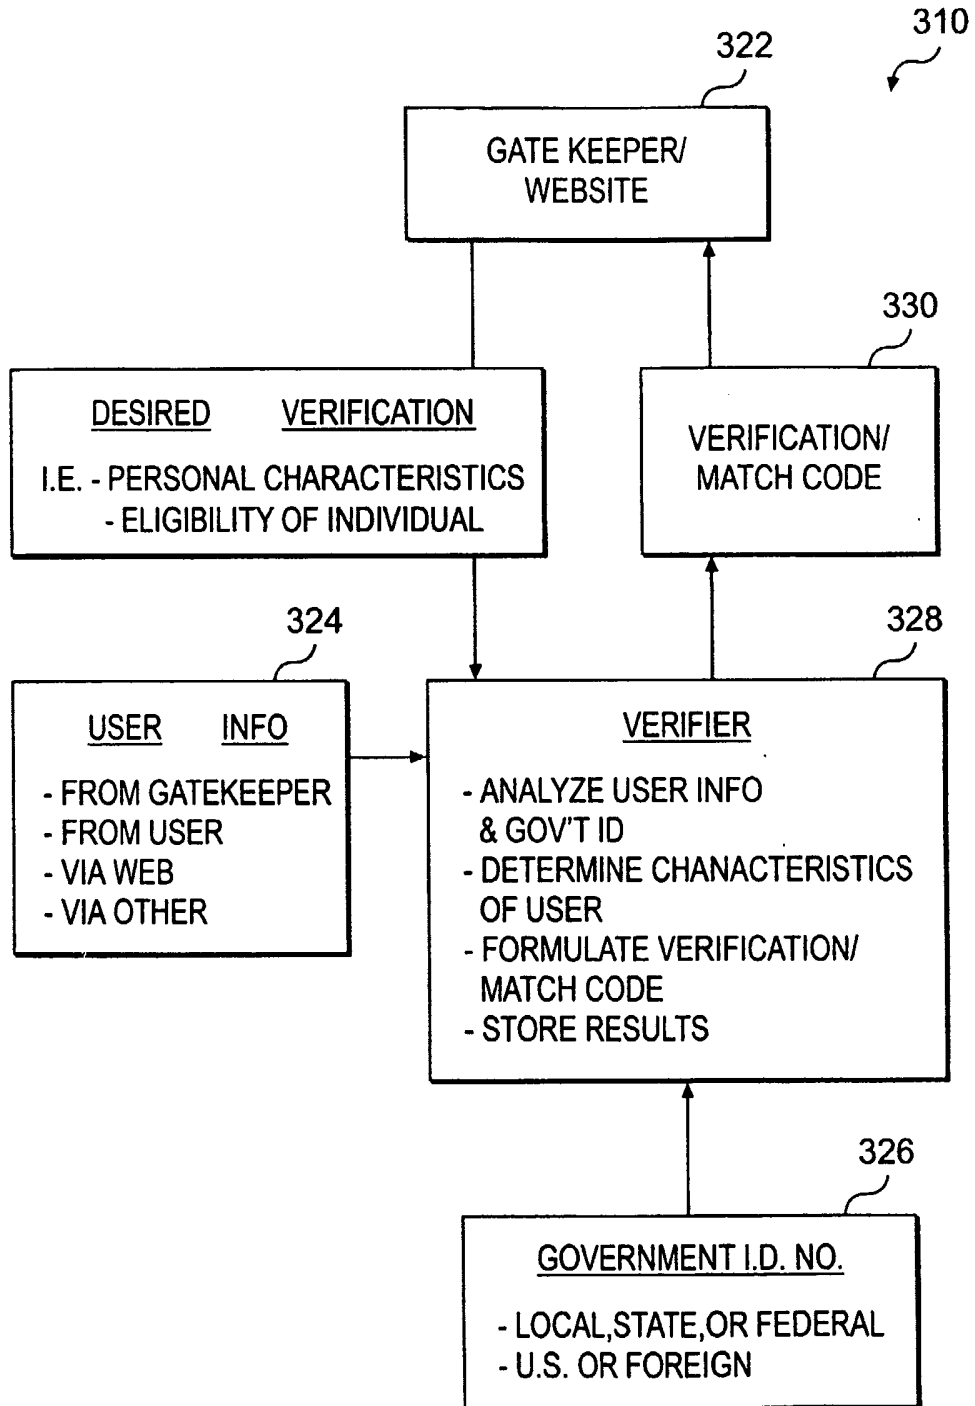 310
322
GATE KEEPER/
WEBSITE
330
DESIRED VERIFICATION
I.E. - PERSONAL CHARACTERISTICS
- ELIGIBILITY OF INDIVIDUAL
VERIFICATION/
MATCH CODE
324
USER INFO
- FROM GATEKEEPER
- FROM USER
- VIA WEB
- VIA OTHER
328
VERIFIER
- ANALYZE USER INFO
& GOV'T ID
- DETERMINE CHANACTERISTICS
OF USER
- FORMULATE VERIFICATION/
MATCH CODE
- STORE RESULTS
326
GOVERNMENT I.D. NO.
- LOCAL,STATE,OR FEDERAL
- U.S. OR FOREIGN